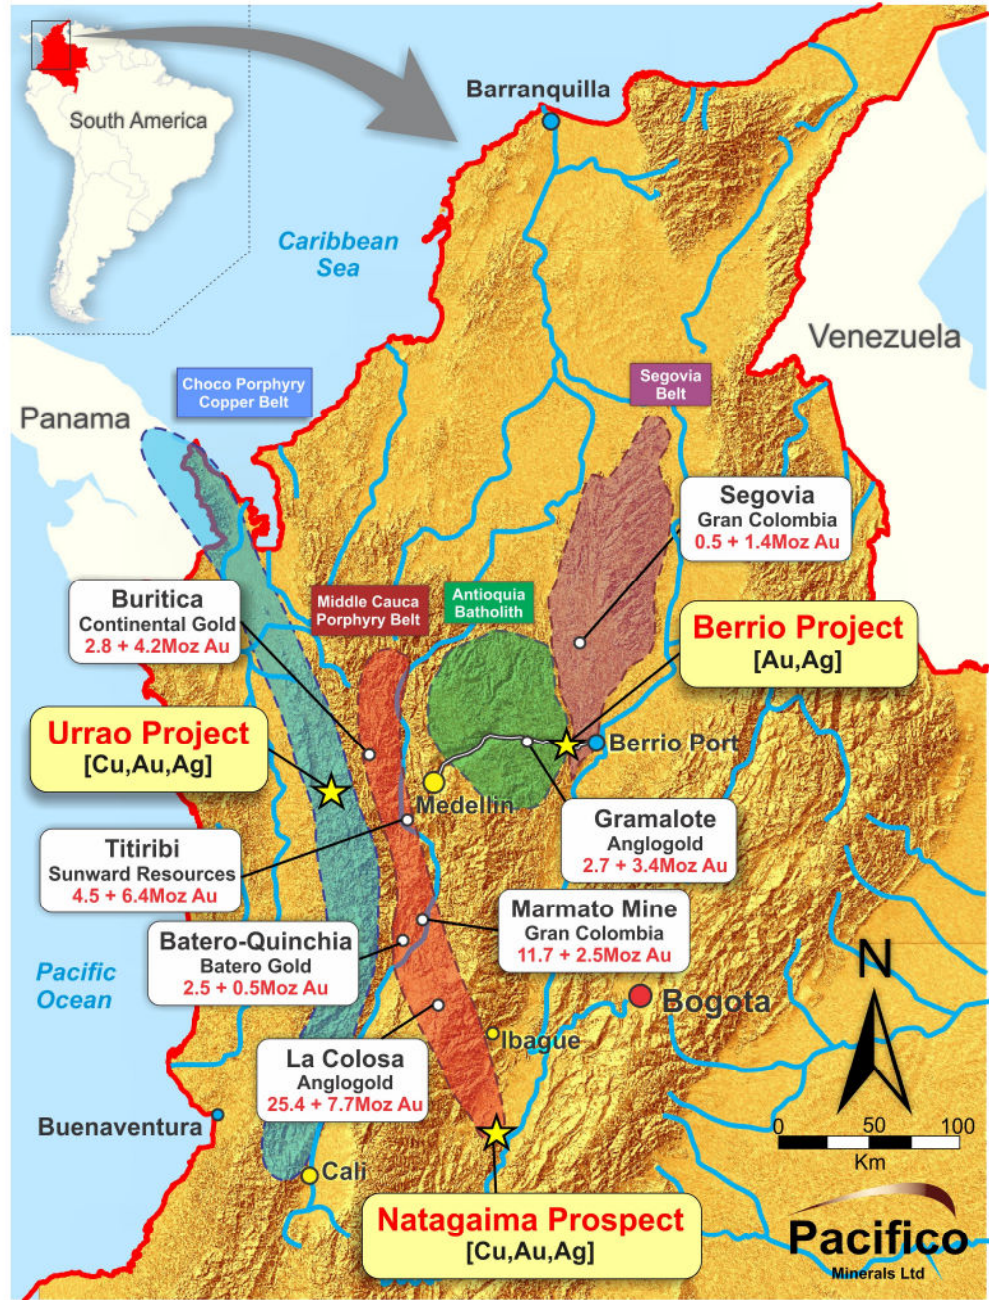 South America
Barranquilla
Caribbean
Sea
Venezuela
Panama
Choco Porphyry
Copper Belt
Segovia
Belt
Segovia
Gran Colombia
0.5 + 1.4Moz Au
Buritica
Continental Gold
2.8 + 4.2Moz Au
Middle Cauca
Porphyry Belt
Antioquia
Batholith
Berrio Project
[Au,Ag]
Urrao Project
[Cu,Au,Ag]
Berrio Port
Medellin
Gramalote
Anglogold
2.7 + 3.4Moz Au
Titiribi
Sunward Resources
4.5 + 6.4Moz Au
Marmato Mine
Gran Colombia
11.7 + 2.5Moz Au
Batero-Quinchia
Batero Gold
2.5 + 0.5Moz Au
Pacific
Ocean
N
Bogota
Ibague
La Colosa
Anglogold
25.4 + 7.7Moz Au
Buenaventura
0 50 100
Km
Cali
Natagaima Prospect
[Cu,Au,Ag]
Pacifico
Minerals Ltd